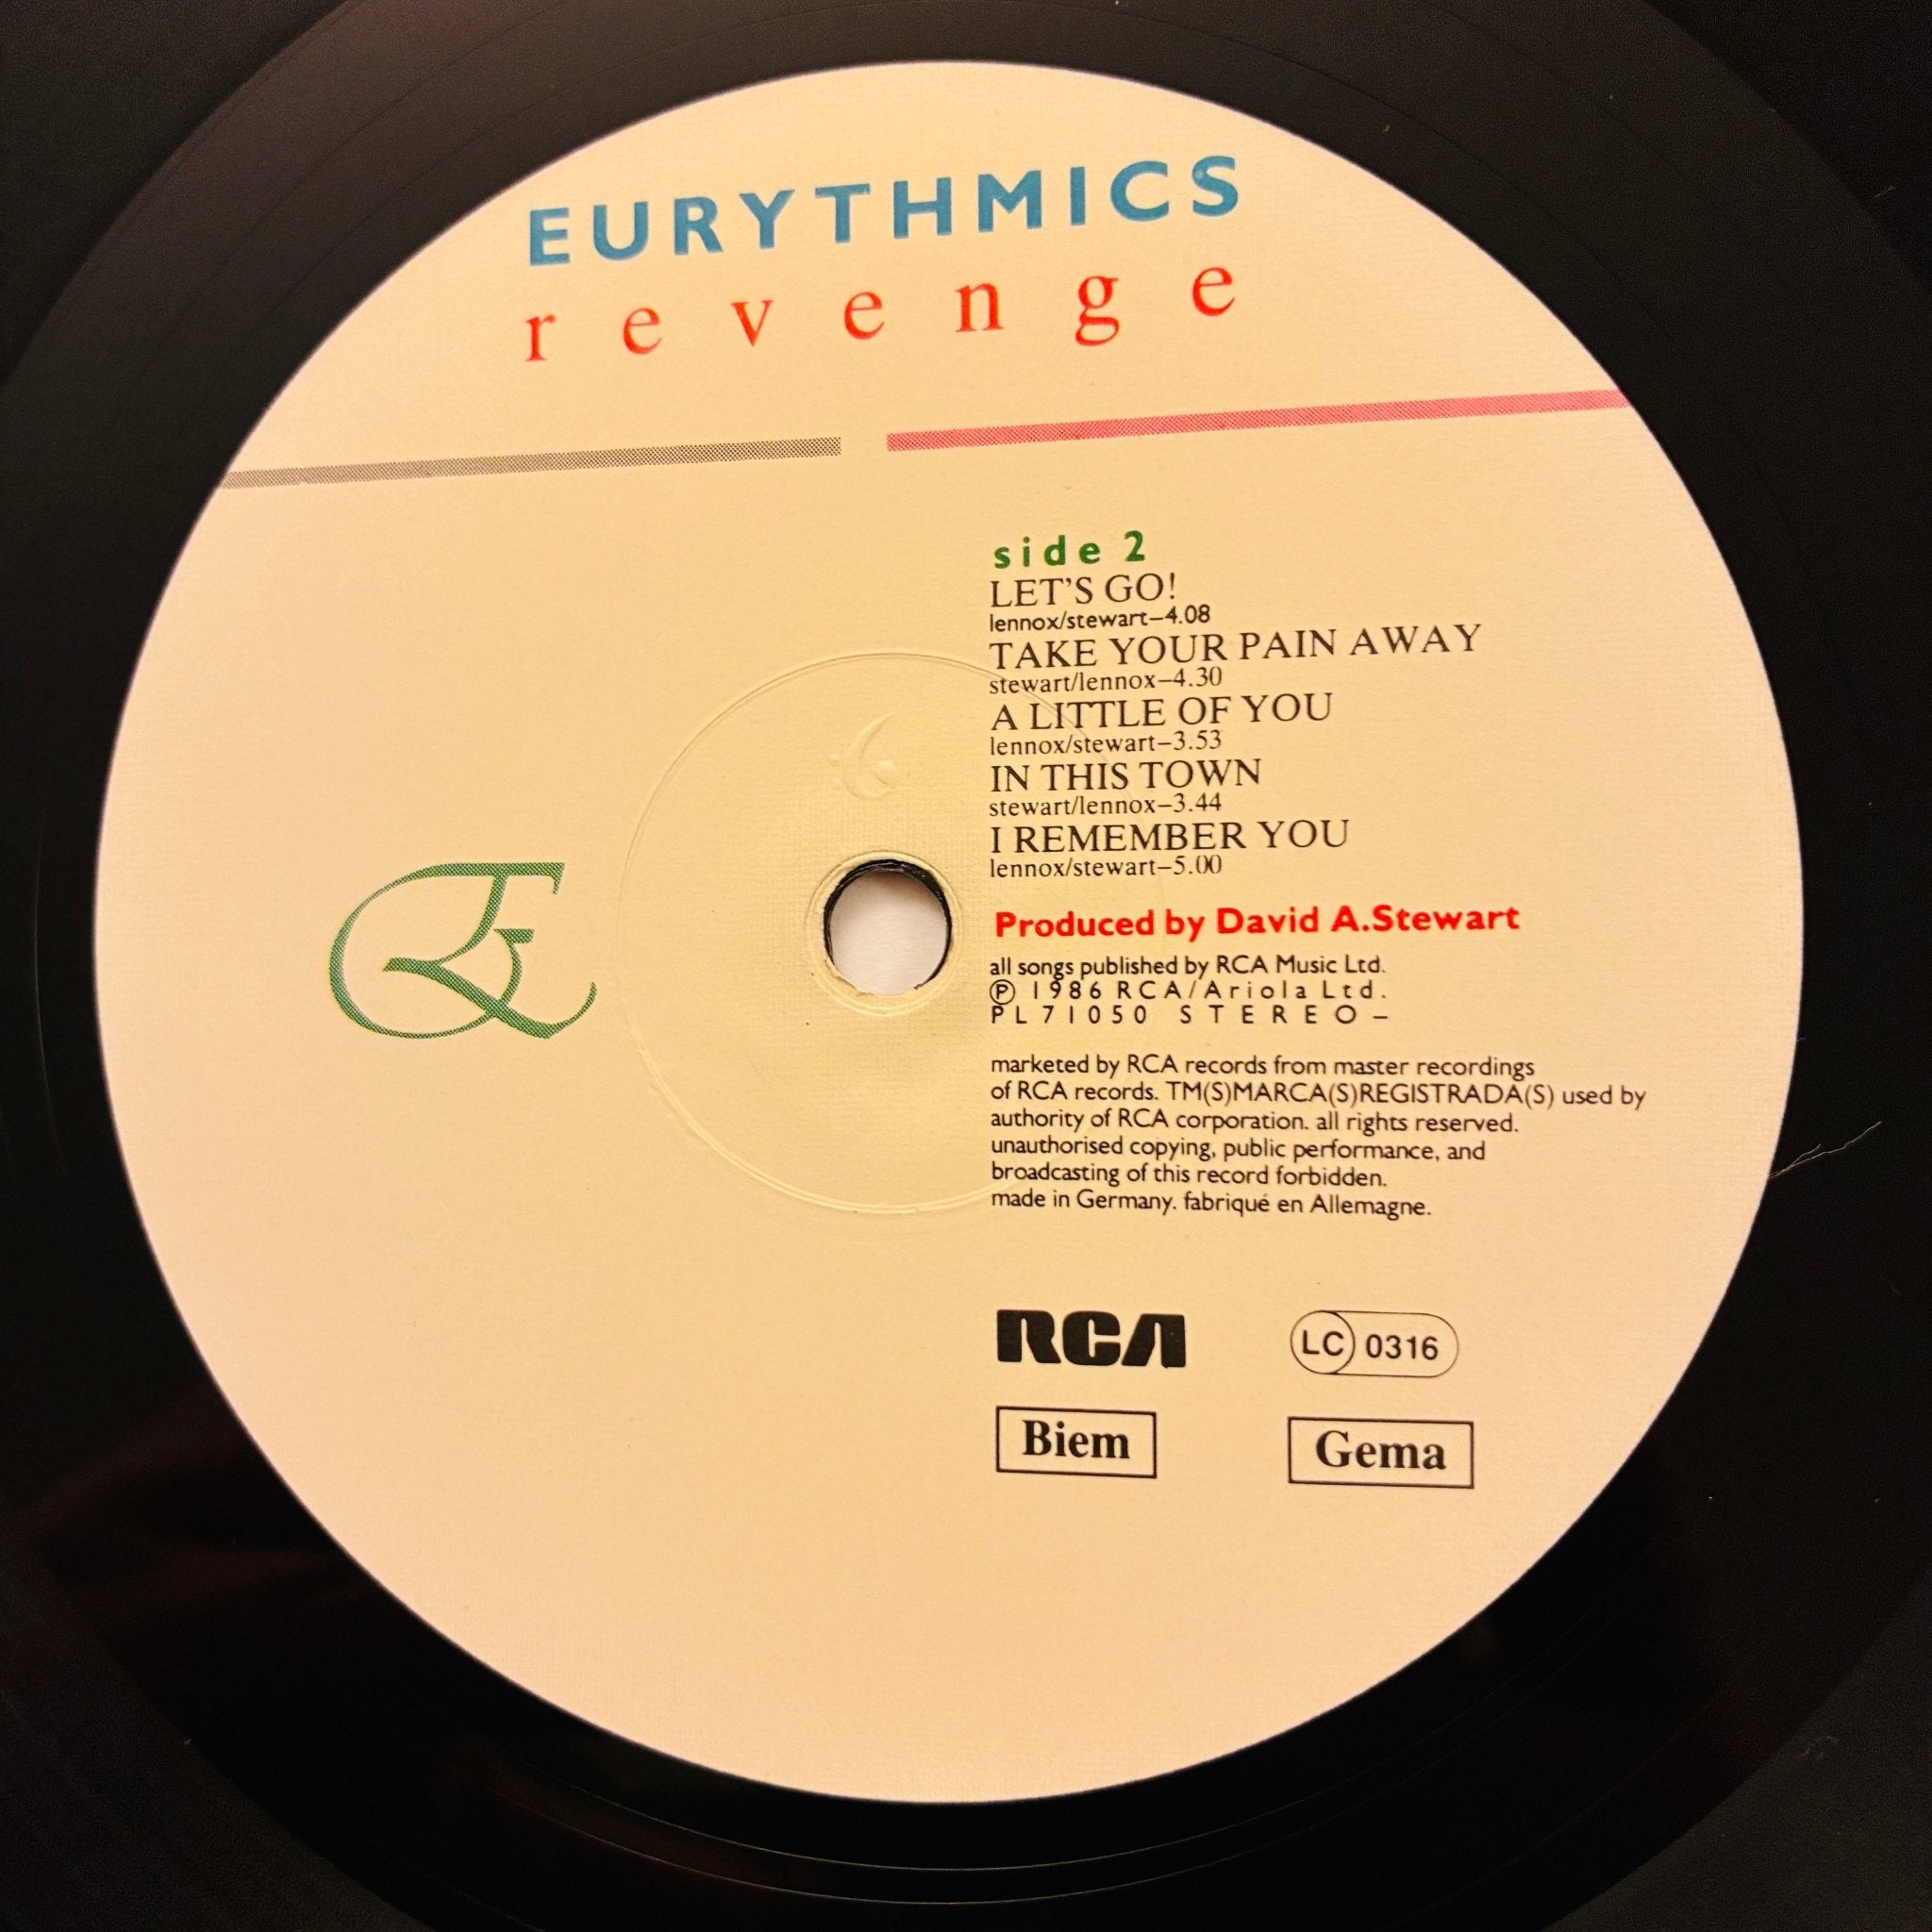 EURYTHMICS
revenge
side 2
LET'S GO!
lennox/stewart–4.08
TAKE YOUR PAIN AWAY
stewart/lennox–4.30
A LITTLE OF YOU
lennox/stewart–3.53
IN THIS TOWN
stewart/lennox–3.44
I REMEMBER YOU
lennox/stewart–5.00
Produced by David A.Stewart
all songs published by RCA Music Ltd.
Ⓟ 1986 RCA/Ariola Ltd.
PL71050 STEREO –
marketed by RCA records from master recordings
of RCA records. TM(S)MARCA(S)REGISTRADA(S) used by
authority of RCA corporation. all rights reserved.
unauthorised copying, public performance, and
broadcasting of this record forbidden.
made in Germany. fabriqué en Allemagne.
RCA
LC 0316
Biem
Gema